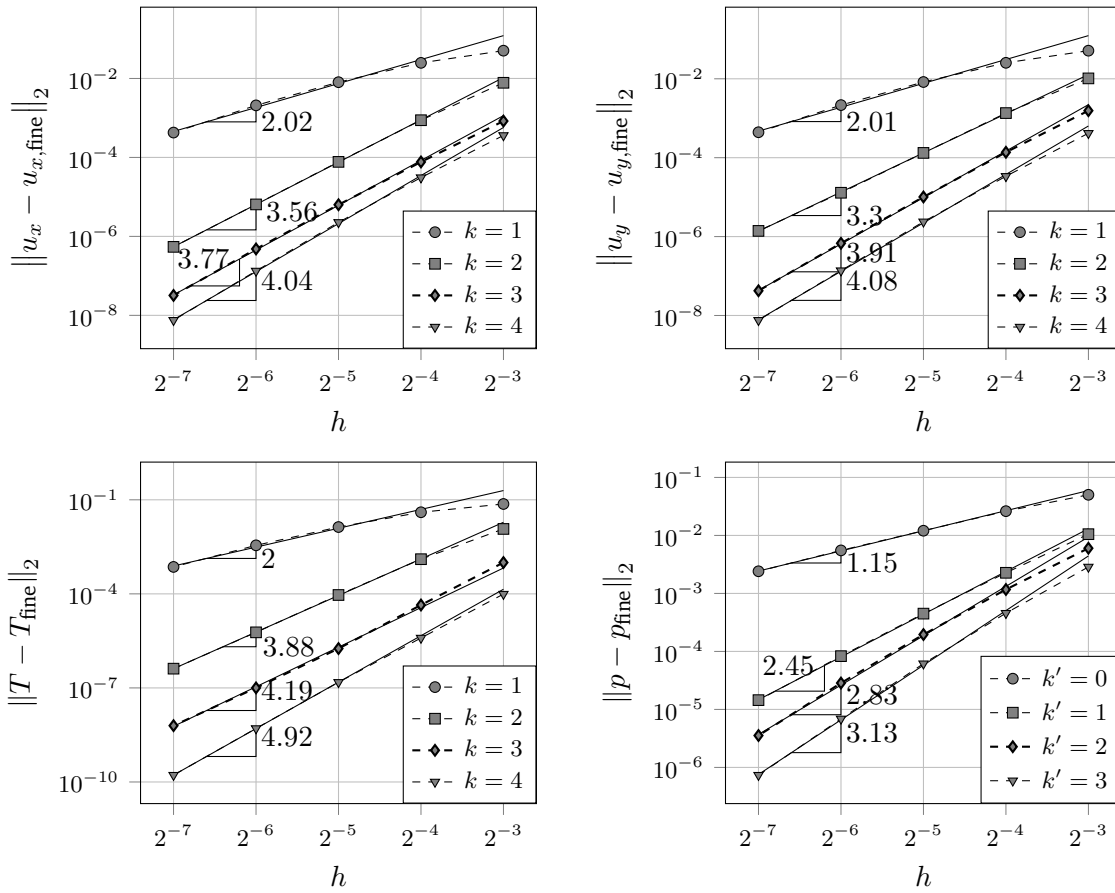 10⁻²
10⁻⁴
10⁻⁶
10⁻⁸
‖u_x − u_{x,fine}‖₂
2.02
3.56
3.77
4.04
k = 1
k = 2
k = 3
k = 4
2⁻⁷ 2⁻⁶ 2⁻⁵ 2⁻⁴ 2⁻³
h
10⁻²
10⁻⁴
10⁻⁶
10⁻⁸
‖u_y − u_{y,fine}‖₂
2.01
3.3
3.91
4.08
k = 1
k = 2
k = 3
k = 4
2⁻⁷ 2⁻⁶ 2⁻⁵ 2⁻⁴ 2⁻³
h
10⁻¹
10⁻⁴
10⁻⁷
10⁻¹⁰
‖T − T_fine‖₂
2
3.88
4.19
4.92
k = 1
k = 2
k = 3
k = 4
2⁻⁷ 2⁻⁶ 2⁻⁵ 2⁻⁴ 2⁻³
h
10⁻¹
10⁻²
10⁻³
10⁻⁴
10⁻⁵
10⁻⁶
‖p − p_fine‖₂
1.15
2.45
2.83
3.13
k′ = 0
k′ = 1
k′ = 2
k′ = 3
2⁻⁷ 2⁻⁶ 2⁻⁵ 2⁻⁴ 2⁻³
h